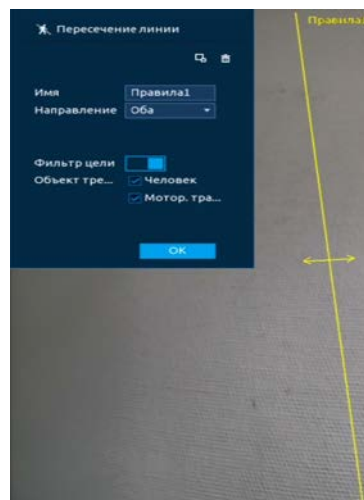 Пересечение линии
Правила1
Имя
Правила1
Направление
Оба
Фильтр цели
Объект тре...
Человек
Мотор. тра...
OK